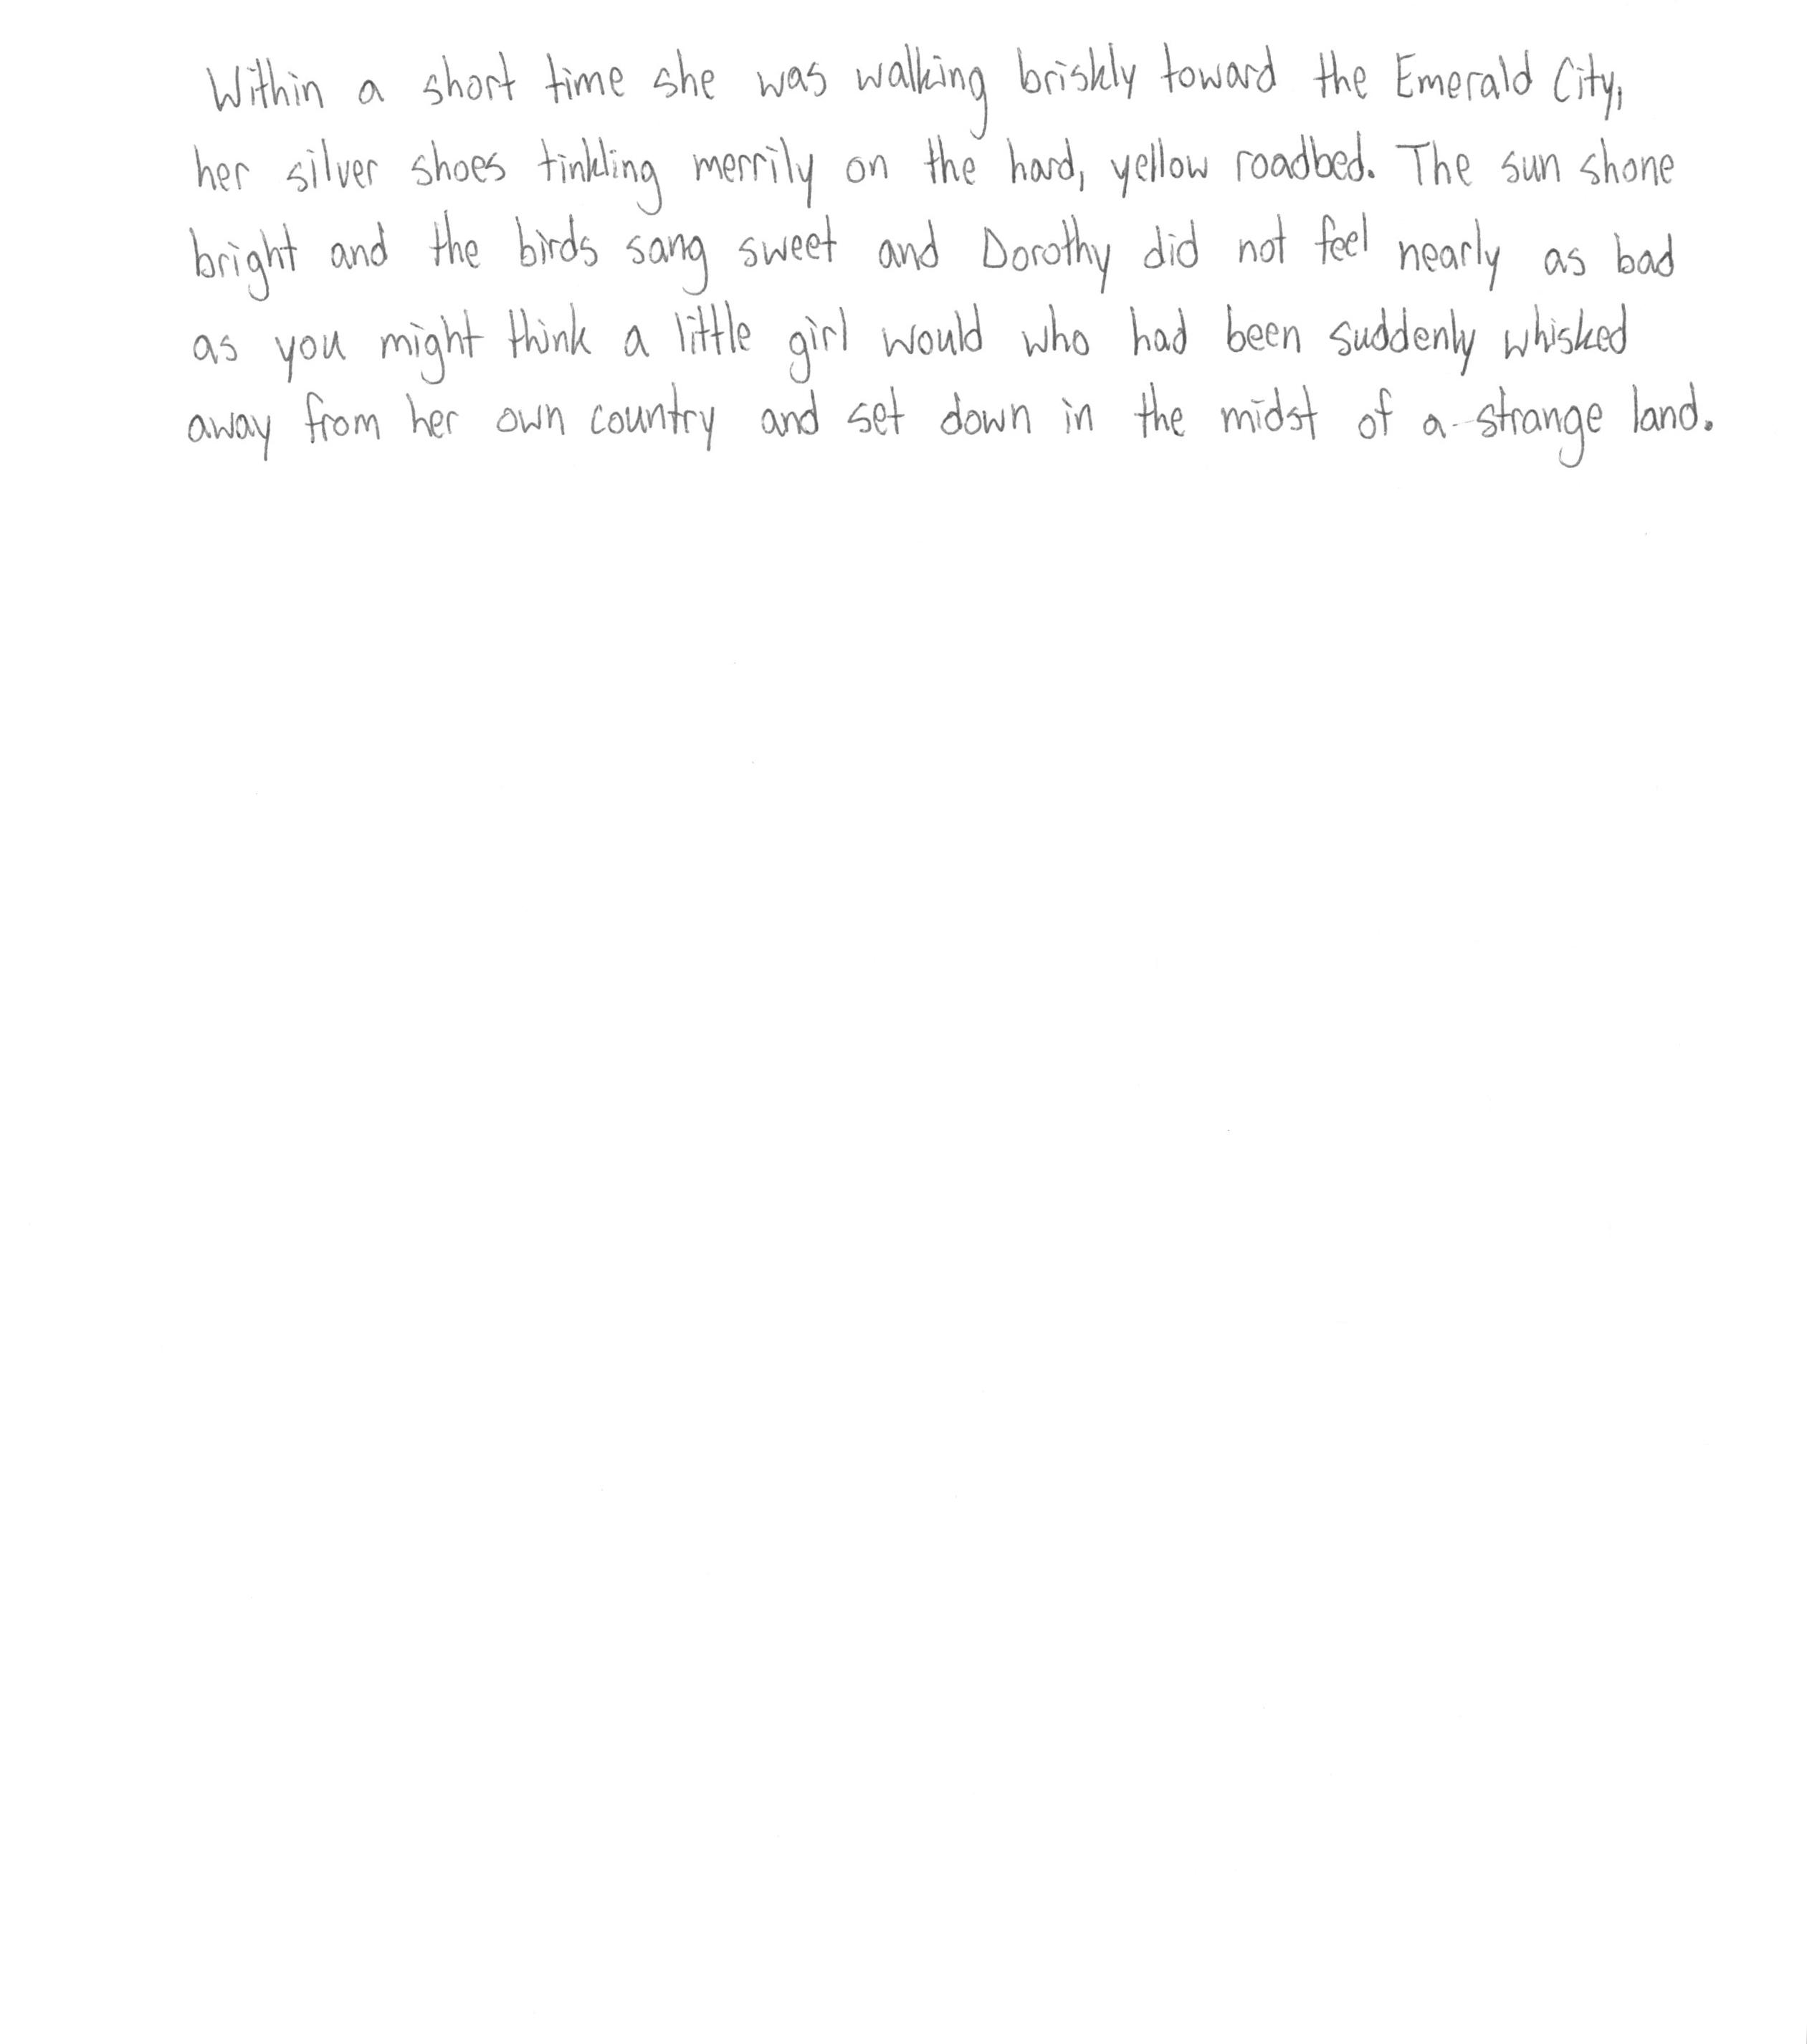 Within a short time she was walking briskly toward the Emerald City,
her silver shoes tinkling merrily on the hard, yellow roadbed. The sun shone
bright and the birds sang sweet and Dorothy did not feel nearly as bad
as you might think a little girl would who had been suddenly whisked
away from her own country and set down in the midst of a strange land.